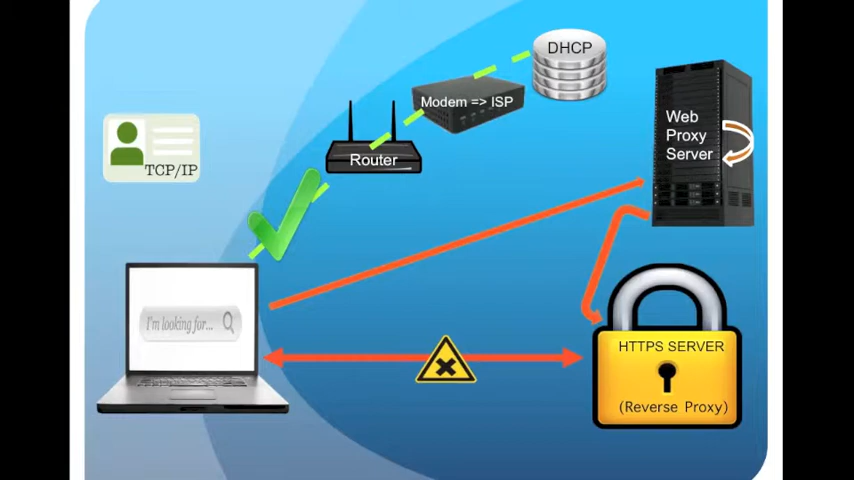 DHCP
Modem => ISP
Web
Proxy
Server
Router
TCP/IP
I'm looking for...
HTTPS SERVER
(Reverse Proxy)